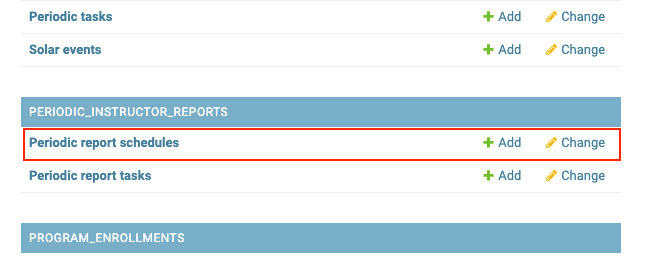 Periodic tasks Add Change
Solar events Add Change
PERIODIC_INSTRUCTOR_REPORTS
Periodic report schedules Add Change
Periodic report tasks Add Change
PROGRAM_ENROLLMENTS